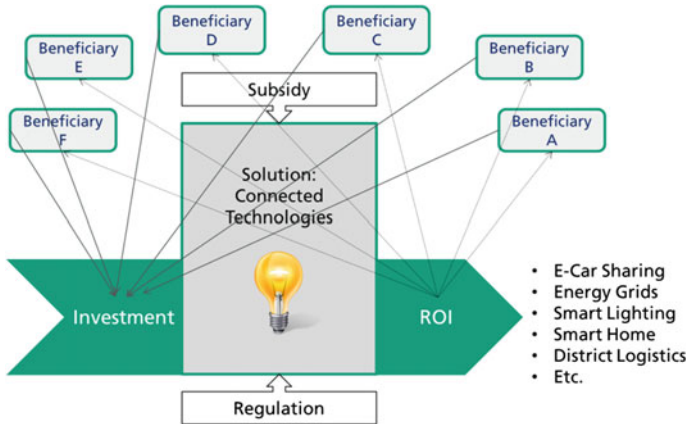 Beneficiary
D
Beneficiary
C
Beneficiary
E
Beneficiary
B
Subsidy
Beneficiary
F
Beneficiary
A
Solution:
Connected
Technologies
Investment
ROI
• E-Car Sharing
• Energy Grids
• Smart Lighting
• Smart Home
• District Logistics
• Etc.
Regulation